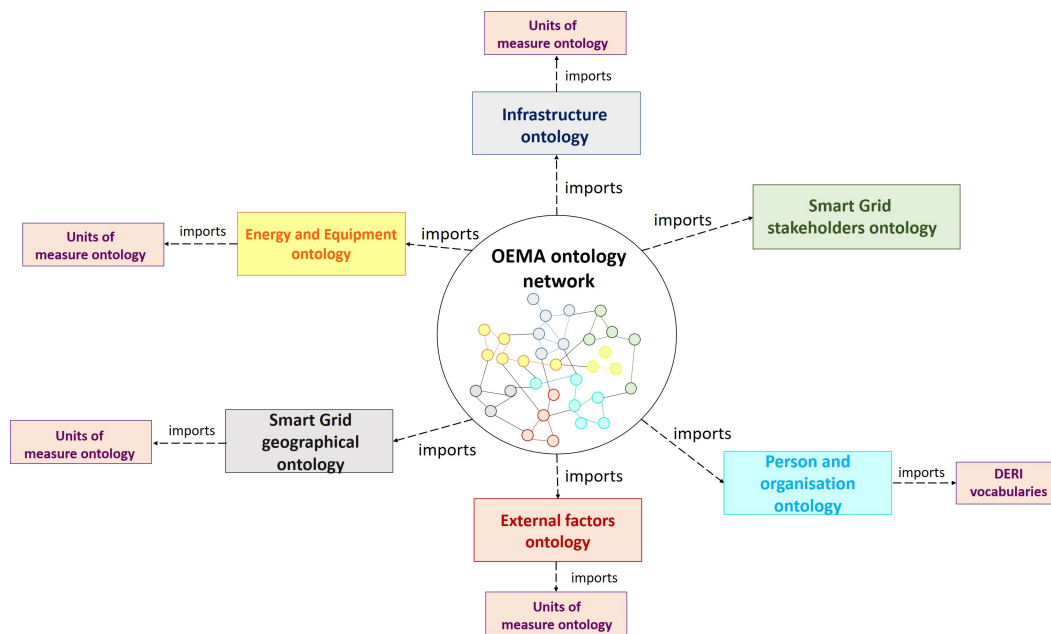 Units of
measure ontology
imports
Infrastructure
ontology
imports
Smart Grid
stakeholders ontology
imports
Units of
measure ontology
imports
Energy and Equipment
ontology
imports
OEMA ontology
network
Units of
measure ontology
imports
Smart Grid
geographical
ontology
imports
imports
Person and
organisation
ontology
imports
DERI
vocabularies
imports
External factors
ontology
imports
Units of
measure ontology